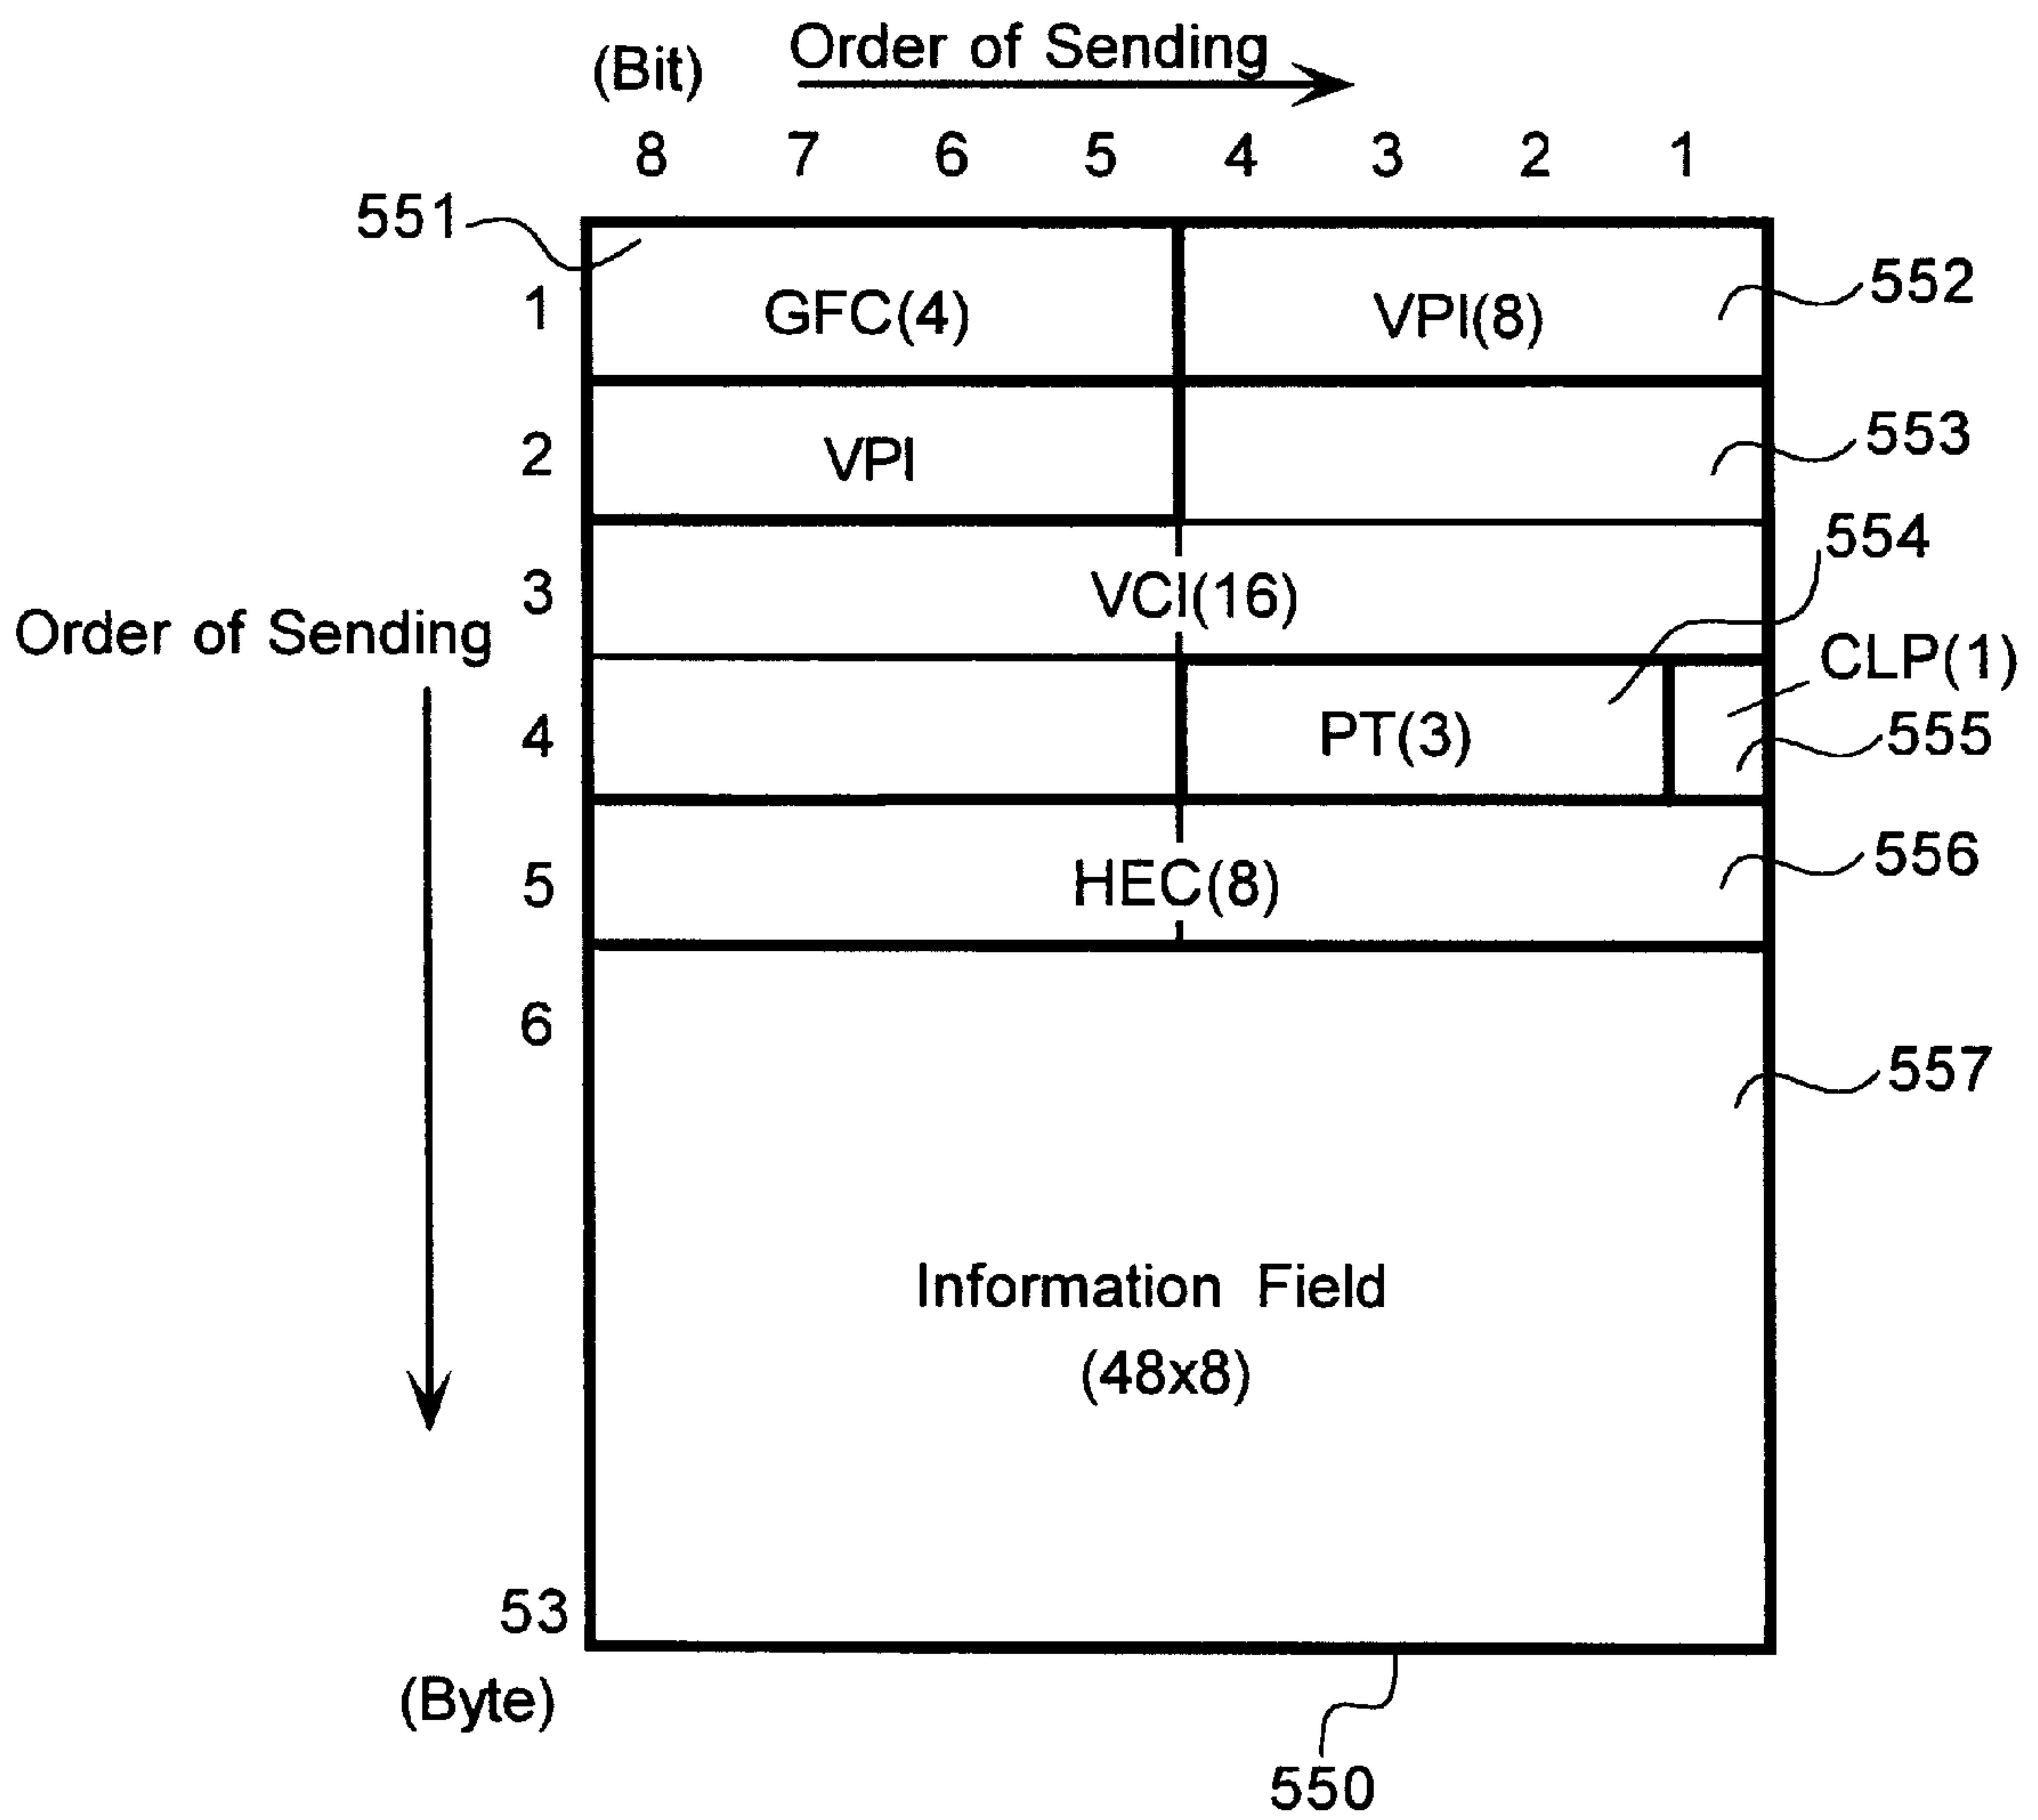 (Bit) Order of Sending
8 7 6 5 4 3 2 1
551
1 GFC(4) VPI(8) 552
2 VPI 553
554
3 VCI(16)
Order of Sending
CLP(1)
4 PT(3) 555
5 HEC(8) 556
6
557
Information Field
(48x8)
53
(Byte)
550